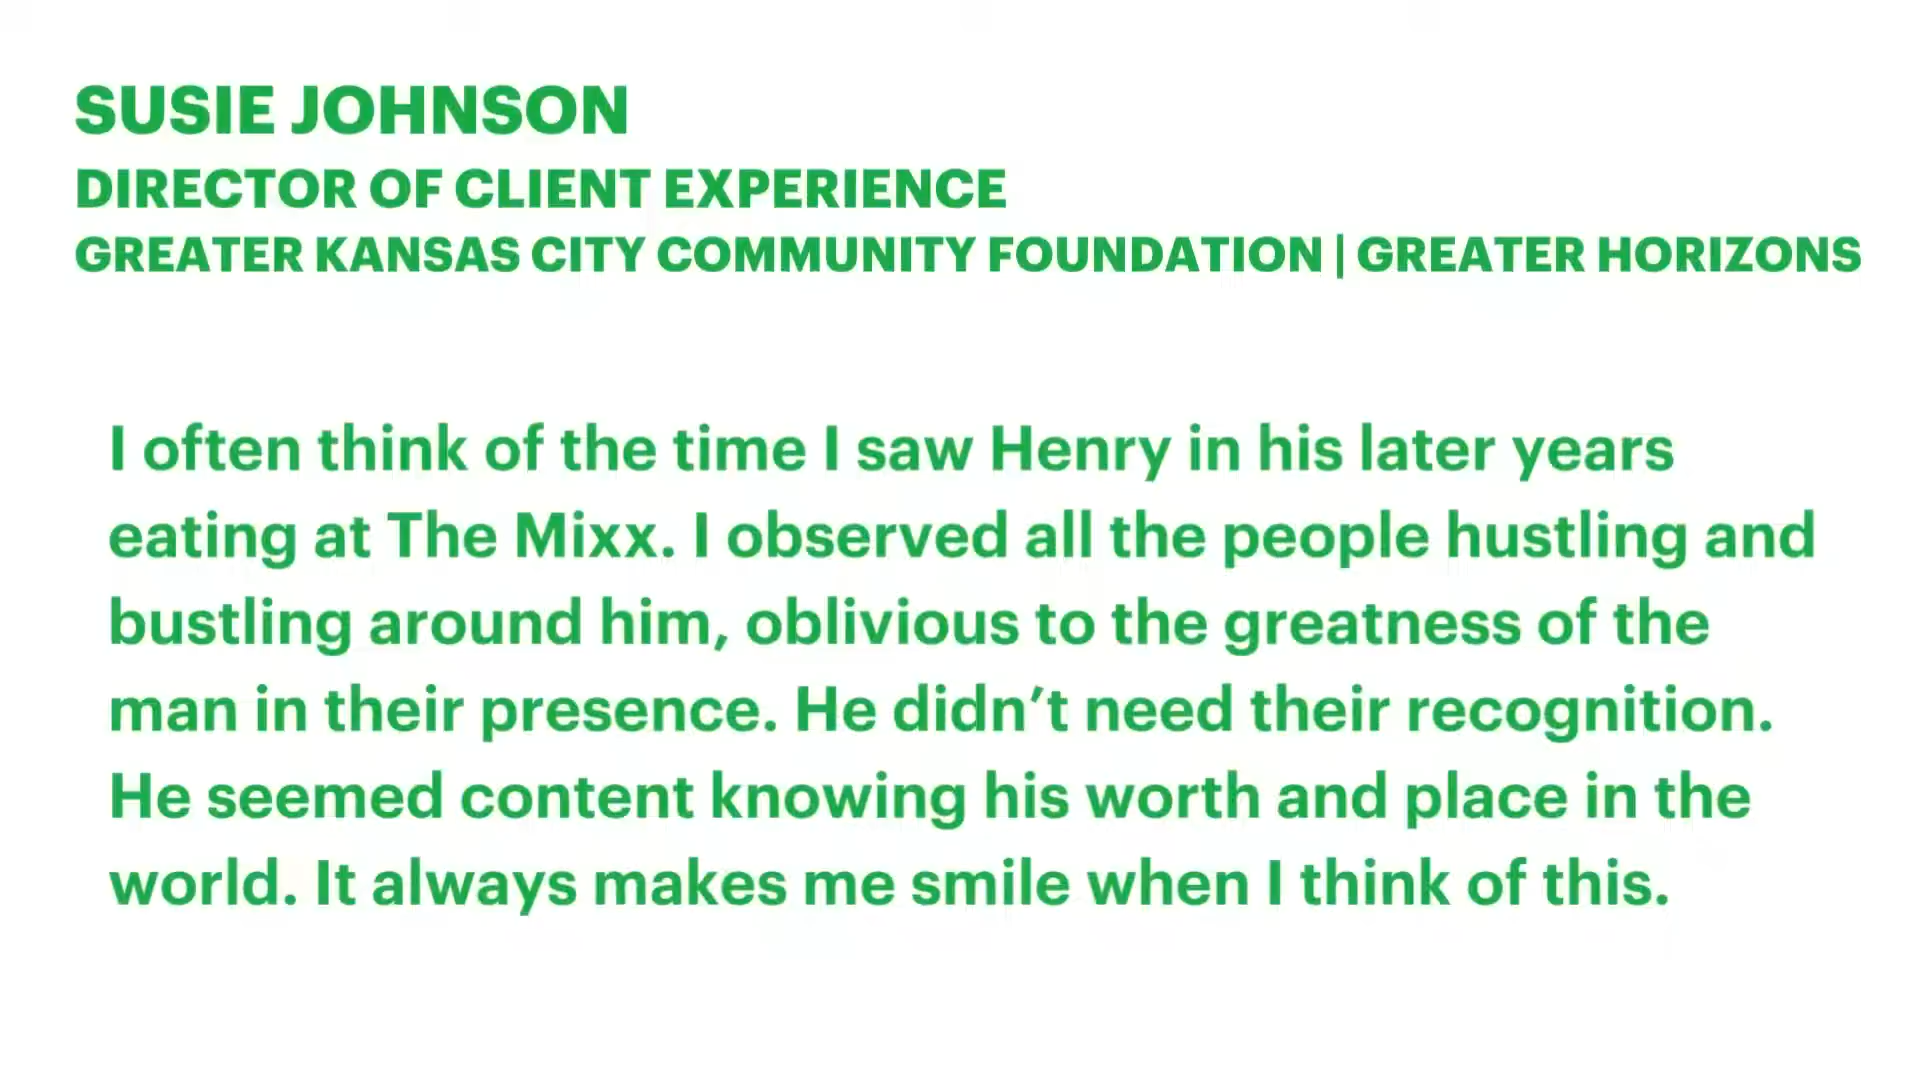 SUSIE JOHNSON
DIRECTOR OF CLIENT EXPERIENCE
GREATER KANSAS CITY COMMUNITY FOUNDATION | GREATER HORIZONS
I often think of the time I saw Henry in his later years
eating at The Mixx. I observed all the people hustling and
bustling around him, oblivious to the greatness of the
man in their presence. He didn’t need their recognition.
He seemed content knowing his worth and place in the
world. It always makes me smile when I think of this.